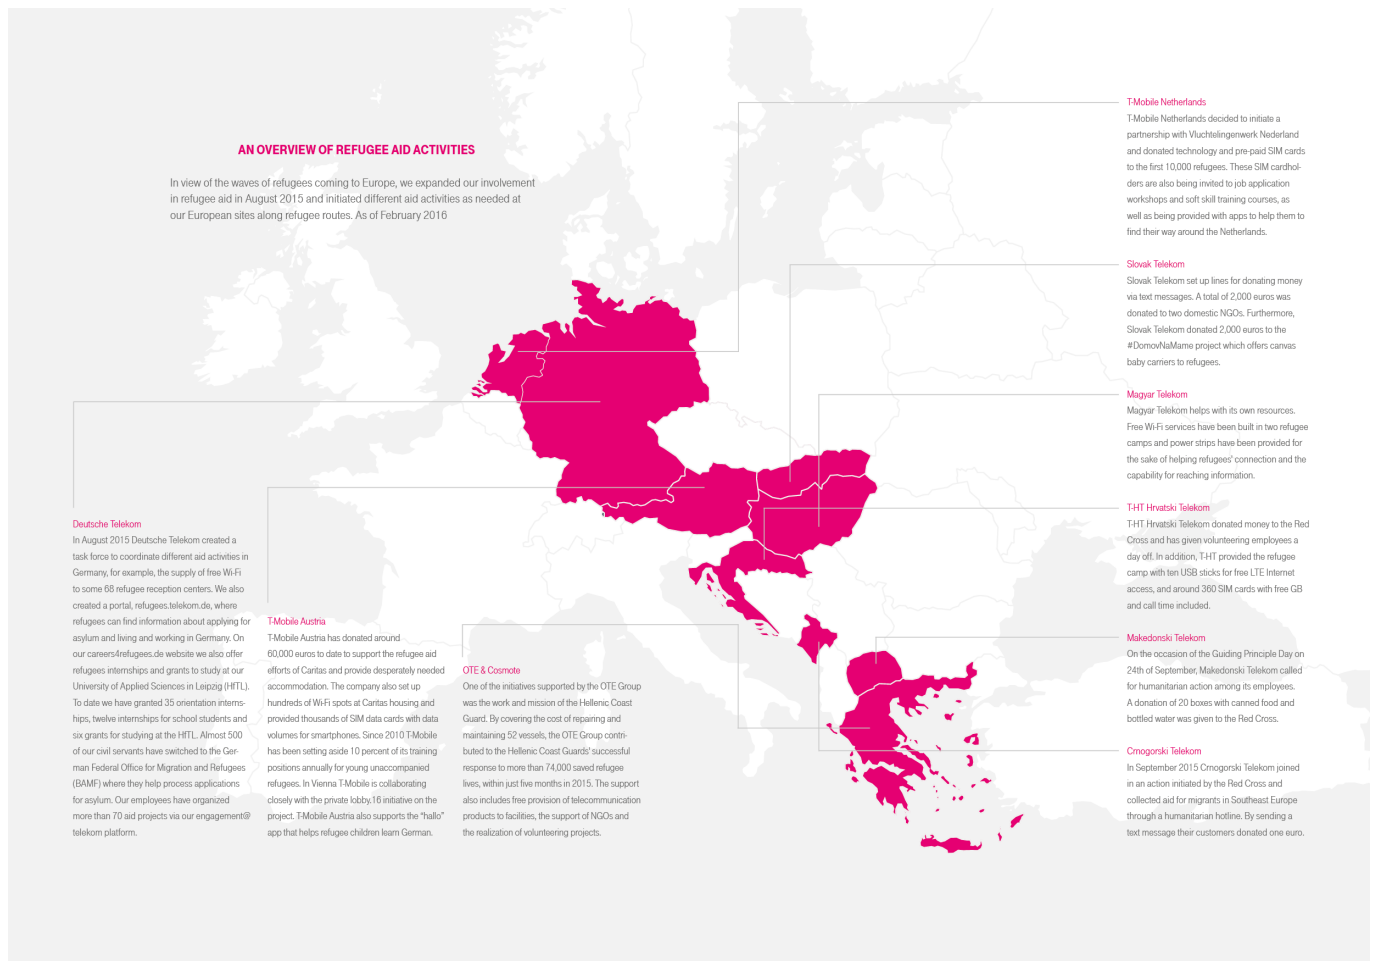 AN OVERVIEW OF REFUGEE AID ACTIVITIES
In view of the waves of refugees coming to Europe, we expanded our involvement
in refugee aid in August 2015 and initiated different aid activities as needed at
our European sites along refugee routes. As of February 2016
Deutsche Telekom
In August 2015 Deutsche Telekom created a
task force to coordinate different aid activities in
Germany, for example, the supply of free Wi-Fi
to some 68 refugee reception centers. We also
created a portal, refugees.telekom.de, where
refugees can find information about applying for
asylum and living and working in Germany. On
our careers4refugees.de website we also offer
refugees internships and grants to study at our
University of Applied Sciences in Leipzig (HfTL).
To date we have granted 35 orientation interns-
hips, twelve internships for school students and
six grants for studying at the HfTL. Almost 500
of our civil servants have switched to the Ger-
man Federal Office for Migration and Refugees
(BAMF) where they help process applications
for asylum. Our employees have organized
more than 70 aid projects via our engagement@
telekom platform.
T-Mobile Austria
T-Mobile Austria has donated around
60,000 euros to date to support the refugee aid
efforts of Caritas and provide desperately needed
accommodation. The company also set up
hundreds of Wi-Fi spots at Caritas housing and
provided thousands of SIM data cards with data
volumes for smartphones. Since 2010 T-Mobile
has been setting aside 10 percent of its training
positions annually for young unaccompanied
refugees. In Vienna T-Mobile is collaborating
closely with the private lobby.16 initiative on the
project. T-Mobile Austria also supports the “hallo”
app that helps refugee children learn German.
OTE & Cosmote
One of the initiatives supported by the OTE Group
was the work and mission of the Hellenic Coast
Guard. By covering the cost of repairing and
maintaining 52 vessels, the OTE Group contri-
buted to the Hellenic Coast Guards' successful
response to more than 74,000 saved refugee
lives, within just five months in 2015. The support
also includes free provision of telecommunication
products to facilities, the support of NGOs and
the realization of volunteering projects.
T-Mobile Netherlands
T-Mobile Netherlands decided to initiate a
partnership with Vluchtelingenwerk Nederland
and donated technology and pre-paid SIM cards
to the first 10,000 refugees. These SIM cardhol-
ders are also being invited to job application
workshops and soft skill training courses, as
well as being provided with apps to help them to
find their way around the Netherlands.
Slovak Telekom
Slovak Telekom set up lines for donating money
via text messages. A total of 2,000 euros was
donated to two domestic NGOs. Furthermore,
Slovak Telekom donated 2,000 euros to the
#DomovNaMame project which offers canvas
baby carriers to refugees.
Magyar Telekom
Magyar Telekom helps with its own resources.
Free Wi-Fi services have been built in two refugee
camps and power strips have been provided for
the sake of helping refugees' connection and the
capability for reaching information.
T-HT Hrvatski Telekom
T-HT Hrvatski Telekom donated money to the Red
Cross and has given volunteering employees a
day off. In addition, T-HT provided the refugee
camp with ten USB sticks for free LTE Internet
access, and around 360 SIM cards with free GB
and call time included.
Makedonski Telekom
On the occasion of the Guiding Principle Day on
24th of September, Makedonski Telekom called
for humanitarian action among its employees.
A donation of 20 boxes with canned food and
bottled water was given to the Red Cross.
Crnogorski Telekom
In September 2015 Crnogorski Telekom joined
in an action initiated by the Red Cross and
collected aid for migrants in Southeast Europe
through a humanitarian hotline. By sending a
text message their customers donated one euro.